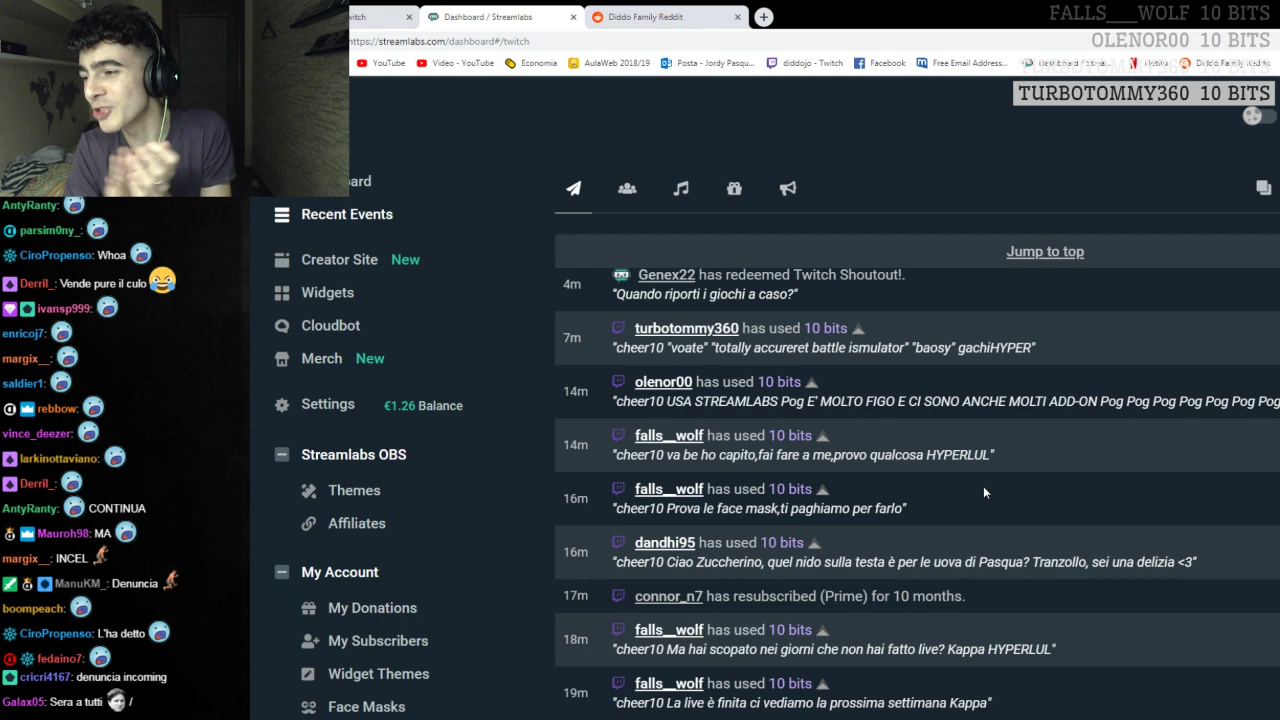 witch
Dashboard / Streamlabs
Diddo Family Reddit
https://streamlabs.com/dashboard#/twitch
YouTube
Video - YouTube
Economia
AulaWeb 2018/19
Posta - Jordy Pasqu...
diddojo - Twitch
Facebook
Free Email Address...
FALLS__WOLF 10 BITS
OLENOR00 10 BITS
TURBOTOMMY360 10 BITS
TURBOTOMMY360 10 BITS
AntyRanty:
parsim0ny_:
CiroPropenso: Whoa
Derril_: Vende pure il culo
ivansp999:
enricoj7:
margix__:
saldier1:
rebbow:
vince_deezer:
larkinottaviano:
Derril_:
AntyRanty: CONTINUA
Mauroh98: MA
margix__: INCEL
ManuKM_: Denuncia
boompeach:
CiroPropenso: L'ha detto
fedaino7:
cricri4167: denuncia incoming
Galax05: Sera a tutti /
oard
Recent Events
Creator Site New
Widgets
Cloudbot
Merch New
Settings €1.26 Balance
Streamlabs OBS
Themes
Affiliates
My Account
My Donations
My Subscribers
Widget Themes
Face Masks
Jump to top
4m Genex22 has redeemed Twitch Shoutout!.
"Quando riporti i giochi a caso?"
7m turbotommy360 has used 10 bits
"cheer10 "voate" "totally accureret battle ismulator" "baosy" gachiHYPER"
14m olenor00 has used 10 bits
"cheer10 USA STREAMLABS Pog E' MOLTO FIGO E CI SONO ANCHE MOLTI ADD-ON Pog Pog Pog Pog Pog Pog Pog
14m falls__wolf has used 10 bits
"cheer10 va be ho capito,fai fare a me,provo qualcosa HYPERLUL"
16m falls__wolf has used 10 bits
"cheer10 Prova le face mask,ti paghiamo per farlo"
16m dandhi95 has used 10 bits
"cheer10 Ciao Zuccherino, quel nido sulla testa è per le uova di Pasqua? Tranzollo, sei una delizia <3"
17m connor_n7 has resubscribed (Prime) for 10 months.
18m falls__wolf has used 10 bits
"cheer10 Ma hai scopato nei giorni che non hai fatto live? Kappa HYPERLUL"
19m falls__wolf has used 10 bits
"cheer10 La live è finita ci vediamo la prossima settimana Kappa"